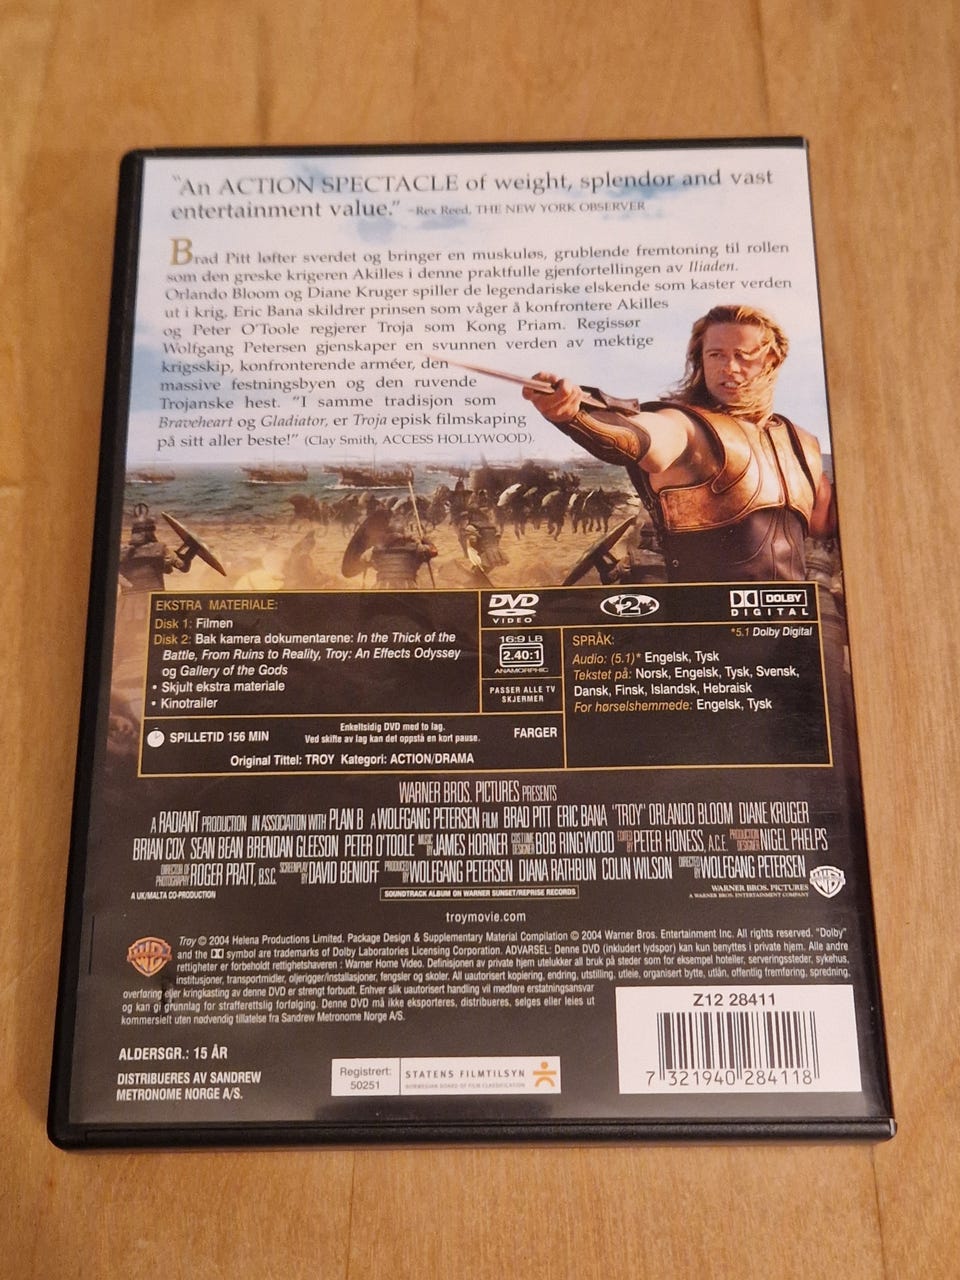 "An ACTION SPECTACLE of weight, splendor and vast
entertainment value." –Rex Reed, THE NEW YORK OBSERVER
Brad Pitt løfter sverdet og bringer en muskuløs, grublende fremtoning til rollen
som den greske krigeren Akilles i denne praktfulle gjenfortellingen av Iliaden.
Orlando Bloom og Diane Kruger spiller de legendariske elskende som kaster verden
ut i krig, Eric Bana skildrer prinsen som våger å konfrontere Akilles
og Peter O'Toole regjerer Troja som Kong Priam. Regissør
Wolfgang Petersen gjenskaper en svunnen verden av mektige
krigsskip, konfronterende arméer, den
massive festningsbyen og den ruvende
Trojanske hest. "I samme tradisjon som
Braveheart og Gladiator, er Troja episk filmskaping
på sitt aller beste!" (Clay Smith, ACCESS HOLLYWOOD).
EKSTRA MATERIALE:
Disk 1: Filmen
Disk 2: Bak kamera dokumentarene: In the Thick of the
Battle, From Ruins to Reality, Troy: An Effects Odyssey
og Gallery of the Gods
• Skjult ekstra materiale
• Kinotrailer
DVD
VIDEO
2
DOLBY
DIGITAL
*5.1 Dolby Digital
16:9 LB
2.40:1
ANAMORPHIC
PASSER ALLE TV
SKJERMER
SPRÅK:
Audio: (5.1)* Engelsk, Tysk
Tekstet på: Norsk, Engelsk, Tysk, Svensk,
Dansk, Finsk, Islandsk, Hebraisk
For hørselshemmede: Engelsk, Tysk
SPILLETID 156 MIN
Enkeltsidig DVD med to lag.
Ved skifte av lag kan det oppstå en kort pause.
FARGER
Original Tittel: TROY Kategori: ACTION/DRAMA
WARNER BROS. PICTURES PRESENTS
A RADIANT PRODUCTION IN ASSOCIATION WITH PLAN B A WOLFGANG PETERSEN FILM BRAD PITT ERIC BANA "TROY" ORLANDO BLOOM DIANE KRUGER
BRIAN COX SEAN BEAN BRENDAN GLEESON PETER O'TOOLE MUSIC BY JAMES HORNER COSTUME DESIGNER BOB RINGWOOD EDITED BY PETER HONESS, A.C.E. PRODUCTION DESIGNER NIGEL PHELPS
DIRECTOR OF PHOTOGRAPHY ROGER PRATT, B.S.C. SCREENPLAY BY DAVID BENIOFF PRODUCED BY WOLFGANG PETERSEN DIANA RATHBUN COLIN WILSON DIRECTED BY WOLFGANG PETERSEN
A UK/MALTA CO-PRODUCTION
SOUNDTRACK ALBUM ON WARNER SUNSET/REPRISE RECORDS
WARNER BROS. PICTURES
A WARNER BROS. ENTERTAINMENT COMPANY
troymovie.com
Troy © 2004 Helena Productions Limited. Package Design & Supplementary Material Compilation © 2004 Warner Bros. Entertainment Inc. All rights reserved. "Dolby"
and the DD symbol are trademarks of Dolby Laboratories Licensing Corporation. ADVARSEL: Denne DVD (inkludert lydspor) kan kun benyttes i private hjem. Alle andre
rettigheter er forbeholdt rettighetshaveren : Warner Home Video. Definisjonen av private hjem utelukker all bruk på steder som for eksempel hoteller, serveringssteder, sykehus,
institusjoner, transportmidler, oljerigger/installasjoner, fengsler og skoler. All uautorisert kopiering, endring, utstilling, utleie, organisert bytte, utlån, offentlig fremføring, spredning,
overføring eller kringkasting av denne DVD er strengt forbudt. Enhver slik uautorisert handling vil medføre erstatningsansvar
og kan gi grunnlag for strafferettslig forfølging. Denne DVD må ikke eksporteres, distribueres, selges eller leies ut
kommersielt uten nødvendig tillatelse fra Sandrew Metronome Norge A/S.
ALDERSGR.: 15 ÅR
DISTRIBUERES AV SANDREW
METRONOME NORGE A/S.
Registrert:
50251
STATENS FILMTILSYN
NORWEGIAN BOARD OF FILM CLASSIFICATION
Z12 28411
7 321940 284118